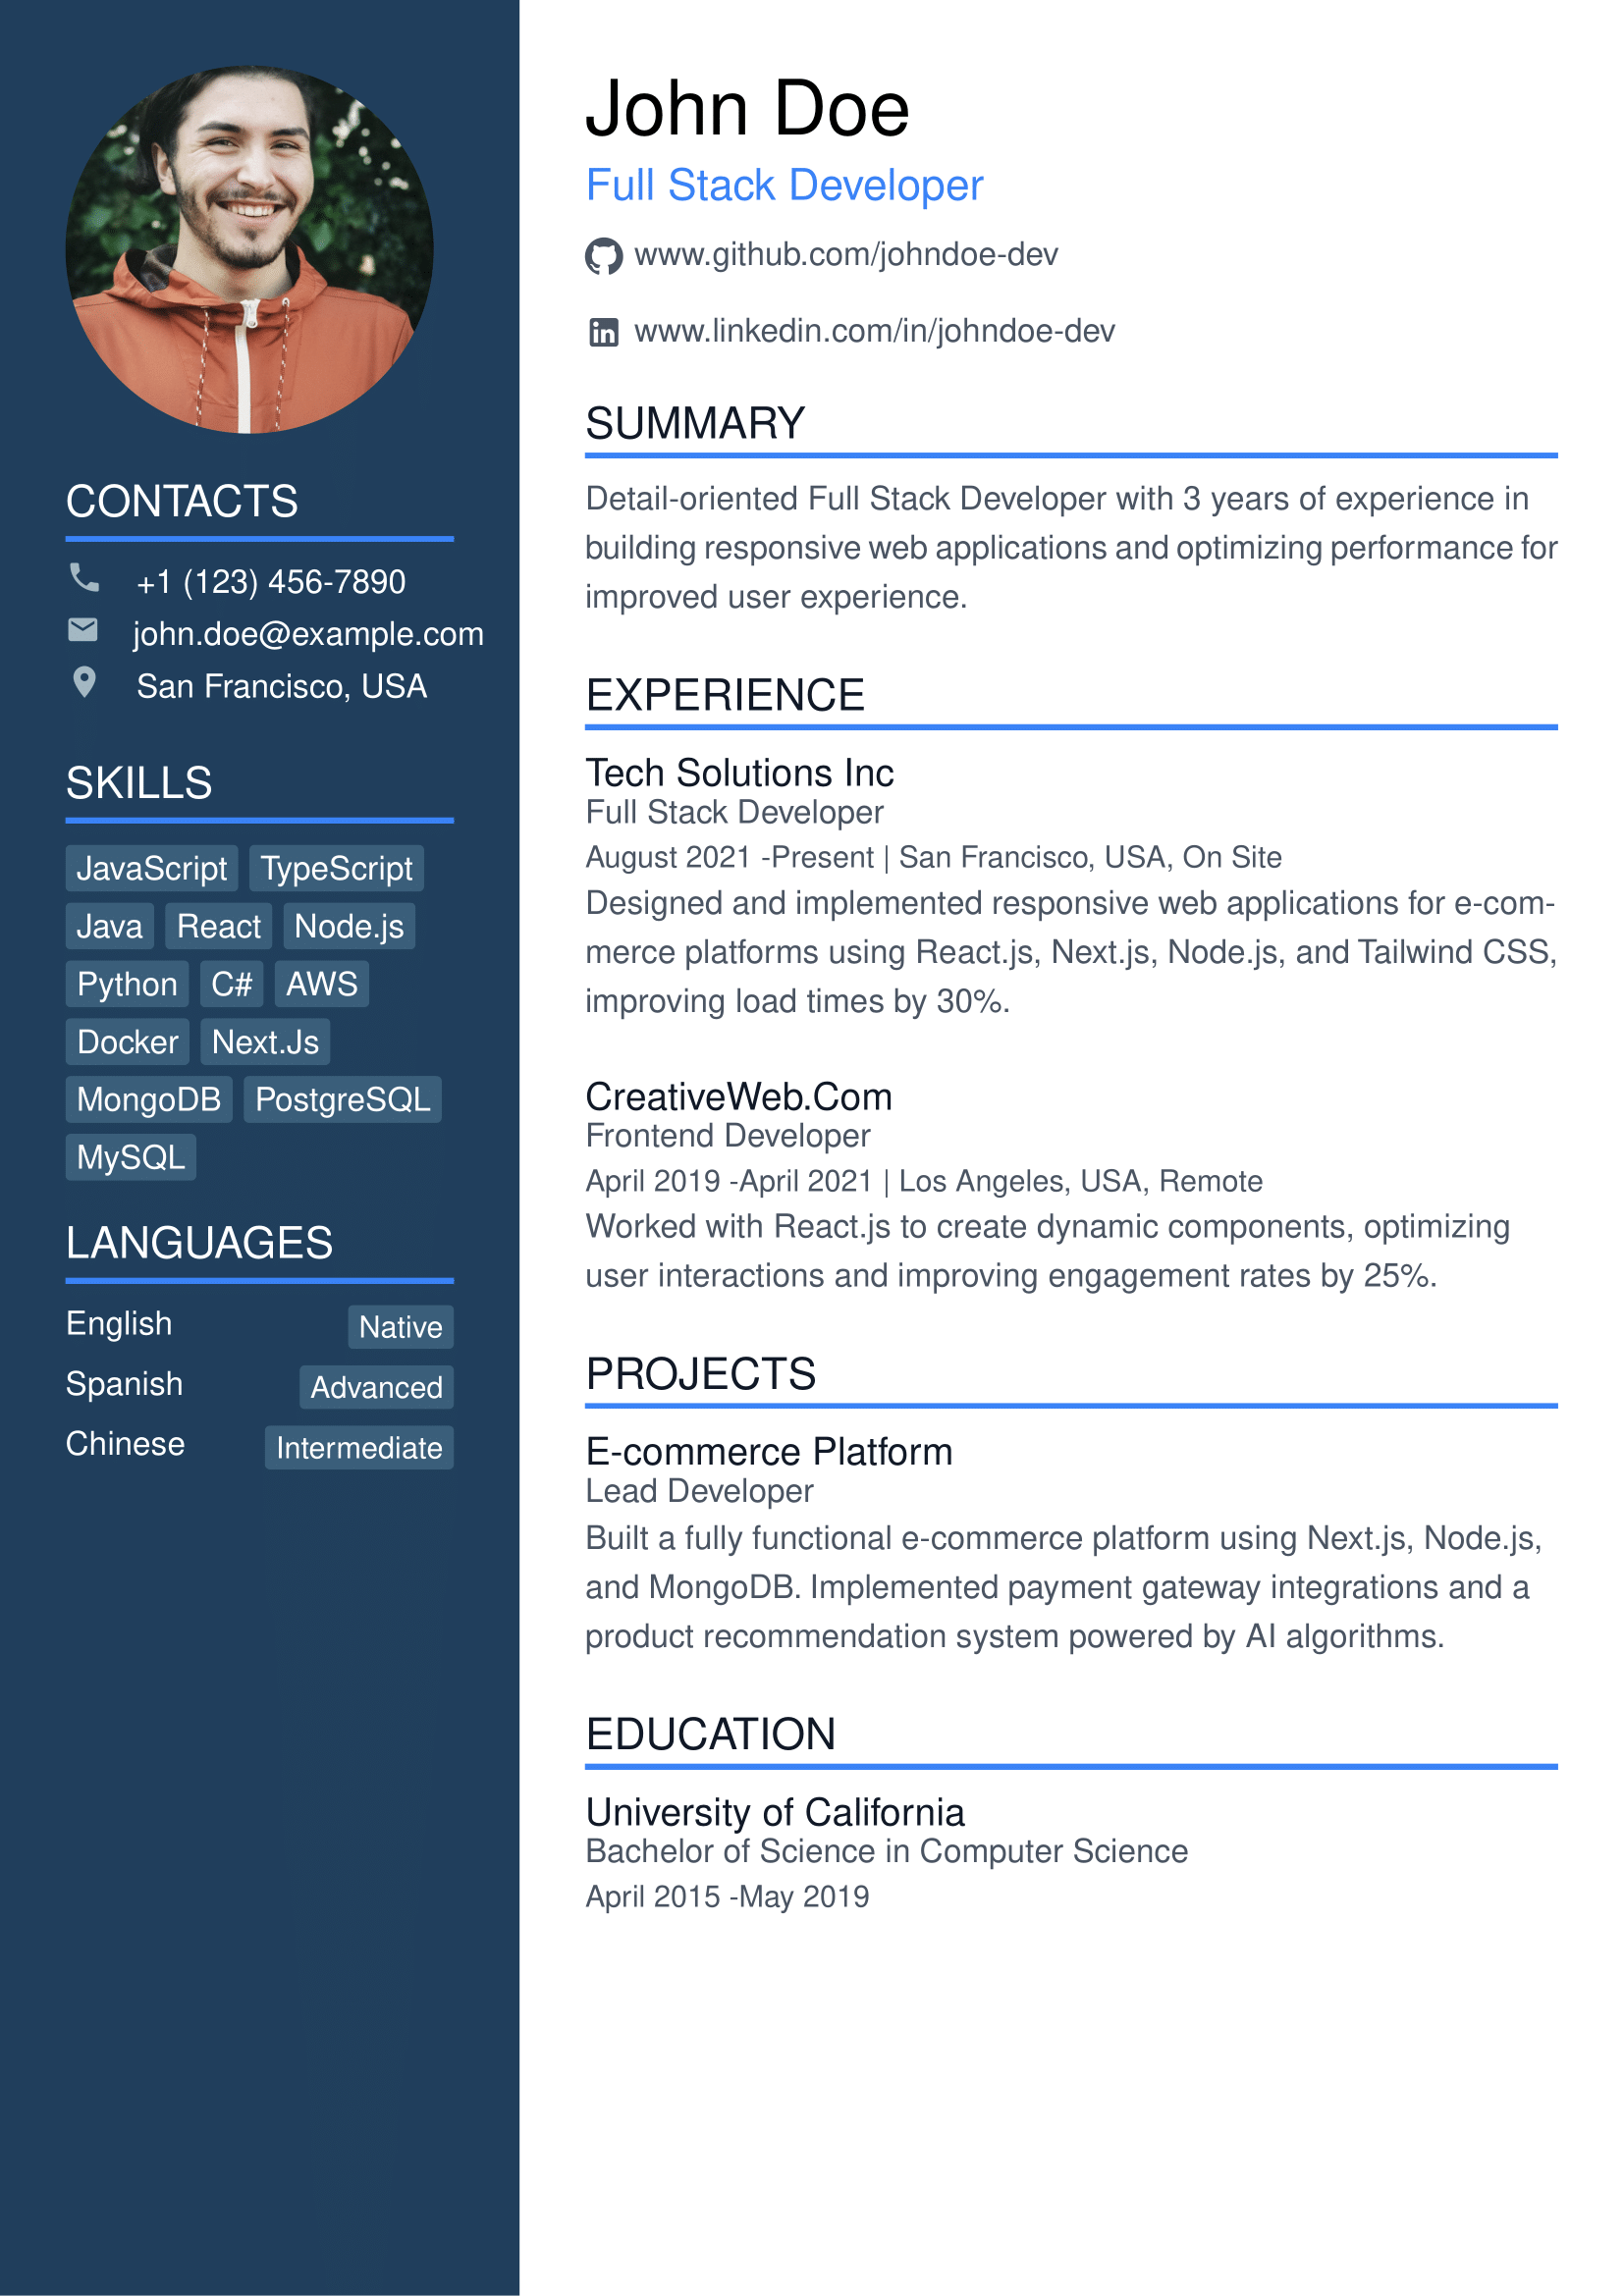 CONTACTS
+1 (123) 456-7890
john.doe@example.com
San Francisco, USA
SKILLS
JavaScript TypeScript
Java React Node.js
Python C# AWS
Docker Next.Js
MongoDB PostgreSQL
MySQL
LANGUAGES
English Native
Spanish Advanced
Chinese Intermediate
John Doe
Full Stack Developer
www.github.com/johndoe-dev
in www.linkedin.com/in/johndoe-dev
SUMMARY
Detail-oriented Full Stack Developer with 3 years of experience in
building responsive web applications and optimizing performance for
improved user experience.
EXPERIENCE
Tech Solutions Inc
Full Stack Developer
August 2021 -Present | San Francisco, USA, On Site
Designed and implemented responsive web applications for e-com-
merce platforms using React.js, Next.js, Node.js, and Tailwind CSS,
improving load times by 30%.
CreativeWeb.Com
Frontend Developer
April 2019 -April 2021 | Los Angeles, USA, Remote
Worked with React.js to create dynamic components, optimizing
user interactions and improving engagement rates by 25%.
PROJECTS
E-commerce Platform
Lead Developer
Built a fully functional e-commerce platform using Next.js, Node.js,
and MongoDB. Implemented payment gateway integrations and a
product recommendation system powered by AI algorithms.
EDUCATION
University of California
Bachelor of Science in Computer Science
April 2015 -May 2019